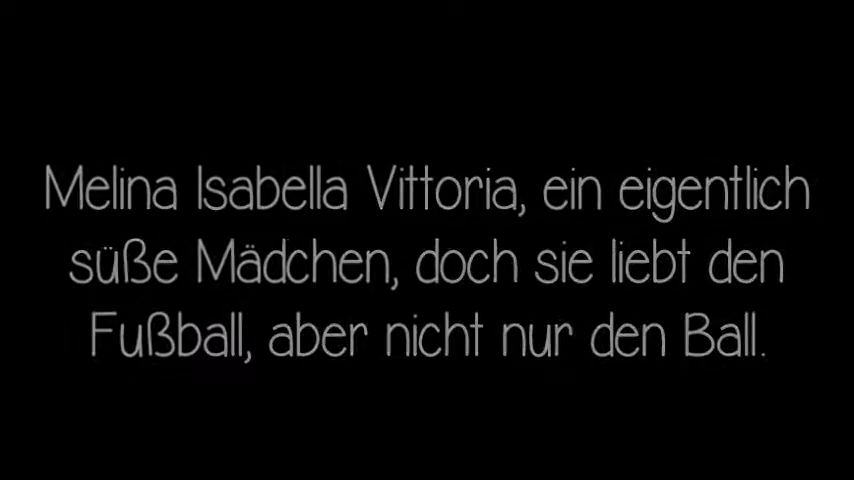 Melina Isabella Vittoria, ein eigentlich
süße Mädchen, doch sie liebt den
Fußball, aber nicht nur den Ball.